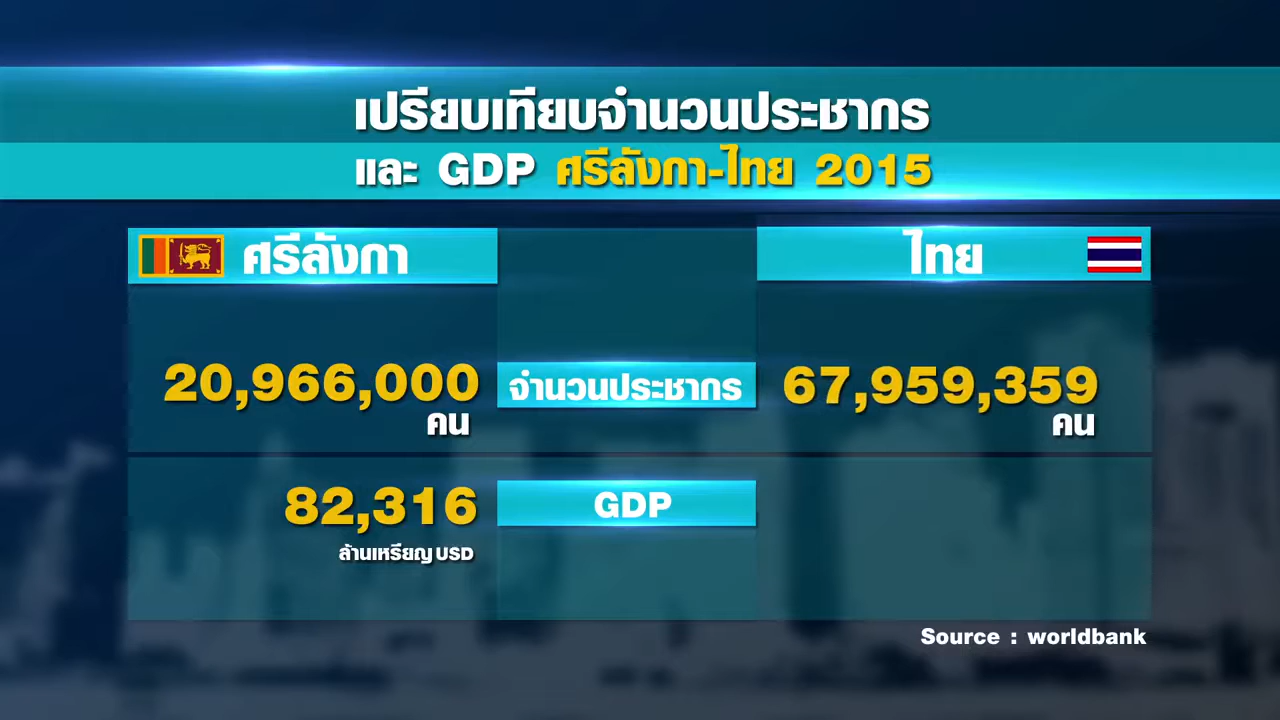 เปรียบเทียบจำนวนประชากร
และ GDP ศรีลังกา-ไทย 2015
ศรีลังกา
ไทย
20,966,000
คน
จำนวนประชากร
67,959,359
คน
82,316
ล้านเหรียญ USD
GDP
Source : worldbank